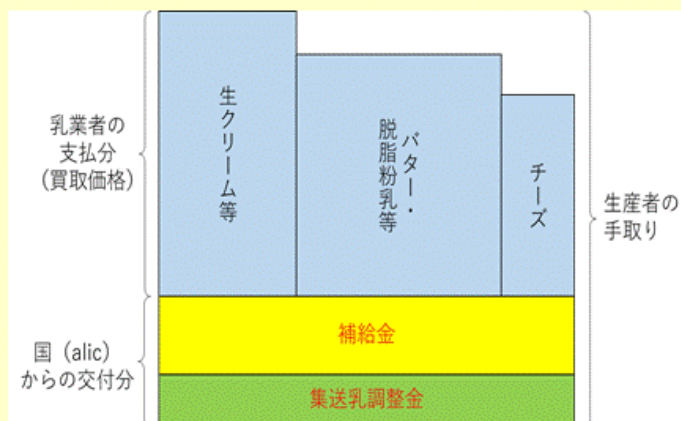 乳業者の
支払分
（買取価格）
生クリーム等
バター・
脱脂粉乳等
チーズ
生産者の
手取り
国（alic）
からの交付分
補給金
集送乳調整金